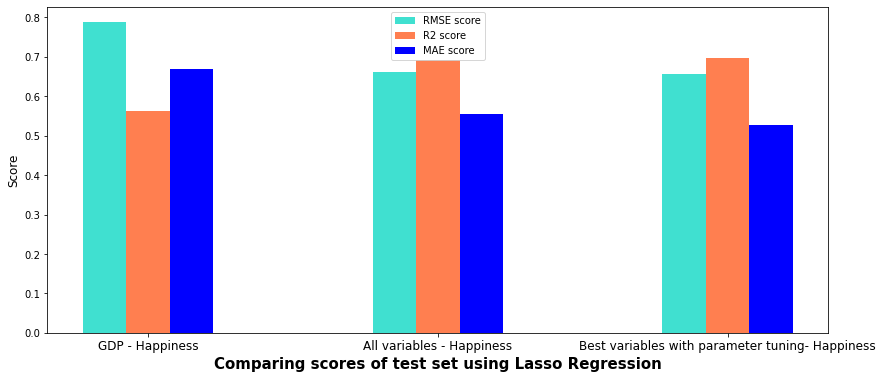 RMSE score
R2 score
MAE score
Score
0.8
0.7
0.6
0.5
0.4
0.3
0.2
0.1
0.0
GDP - Happiness
All variables - Happiness
Best variables with parameter tuning- Happiness
Comparing scores of test set using Lasso Regression